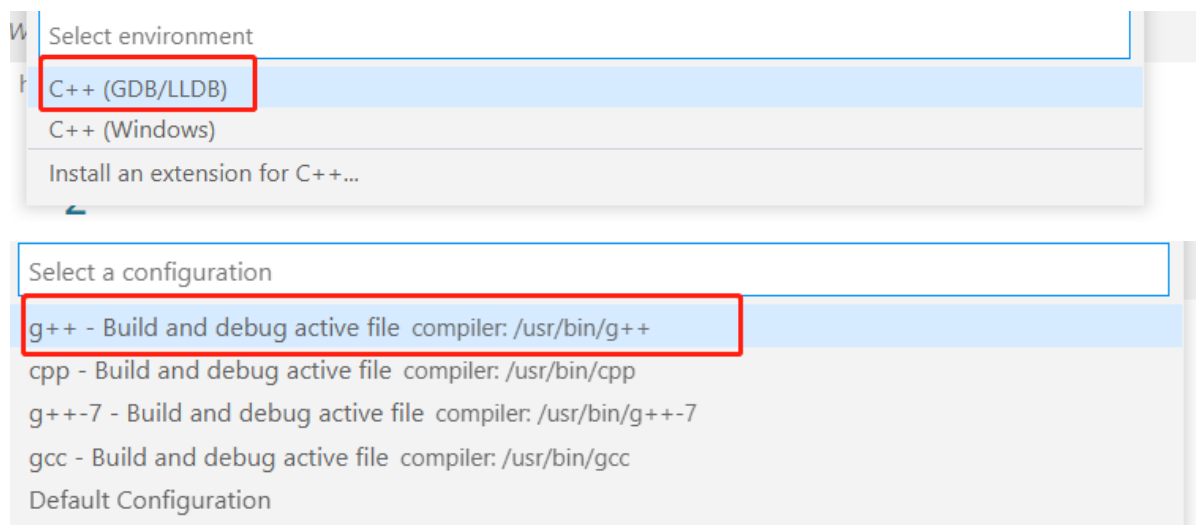 Select environment
C++ (GDB/LLDB)
C++ (Windows)
Install an extension for C++...
Select a configuration
g++ - Build and debug active file compiler: /usr/bin/g++
cpp - Build and debug active file compiler: /usr/bin/cpp
g++-7 - Build and debug active file compiler: /usr/bin/g++-7
gcc - Build and debug active file compiler: /usr/bin/gcc
Default Configuration